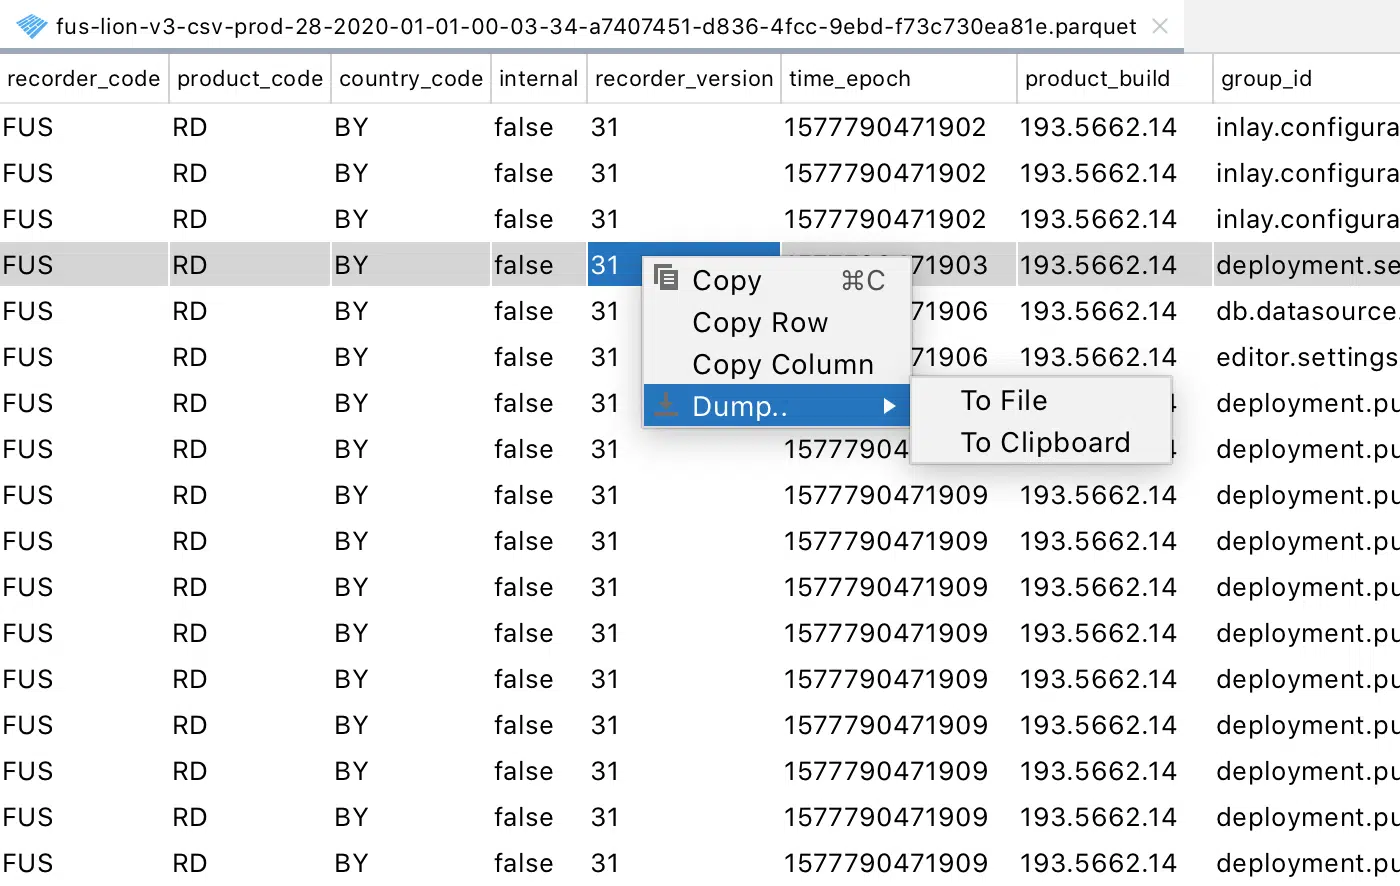 fus-lion-v3-csv-prod-28-2020-01-01-00-03-34-a7407451-d836-4fcc-9ebd-f73c730ea81e.parquet
recorder_code product_code country_code internal recorder_version time_epoch product_build group_id
FUS RD BY false 31 1577790471902 193.5662.14 inlay.configura
FUS RD BY false 31 1577790471902 193.5662.14 inlay.configura
FUS RD BY false 31 1577790471902 193.5662.14 inlay.configura
FUS RD BY false 31 71903 193.5662.14 deployment.se
Copy ⌘C
FUS RD BY false 31 71906 193.5662.14 db.datasource.
Copy Row
FUS RD BY false 31 71906 193.5662.14 editor.settings
Copy Column
FUS RD BY false 31 deployment.pu
Dump..
To File
To Clipboard
FUS RD BY false 31 15777904 deployment.pu
FUS RD BY false 31 1577790471909 193.5662.14 deployment.pu
FUS RD BY false 31 1577790471909 193.5662.14 deployment.pu
FUS RD BY false 31 1577790471909 193.5662.14 deployment.pu
FUS RD BY false 31 1577790471909 193.5662.14 deployment.pu
FUS RD BY false 31 1577790471909 193.5662.14 deployment.pu
FUS RD BY false 31 1577790471909 193.5662.14 deployment.pu
FUS RD BY false 31 1577790471909 193.5662.14 deployment.pu
FUS RD BY false 31 1577790471909 193.5662.14 deployment.pu
FUS RD BY false 31 1577790471909 193.5662.14 deployment.pu